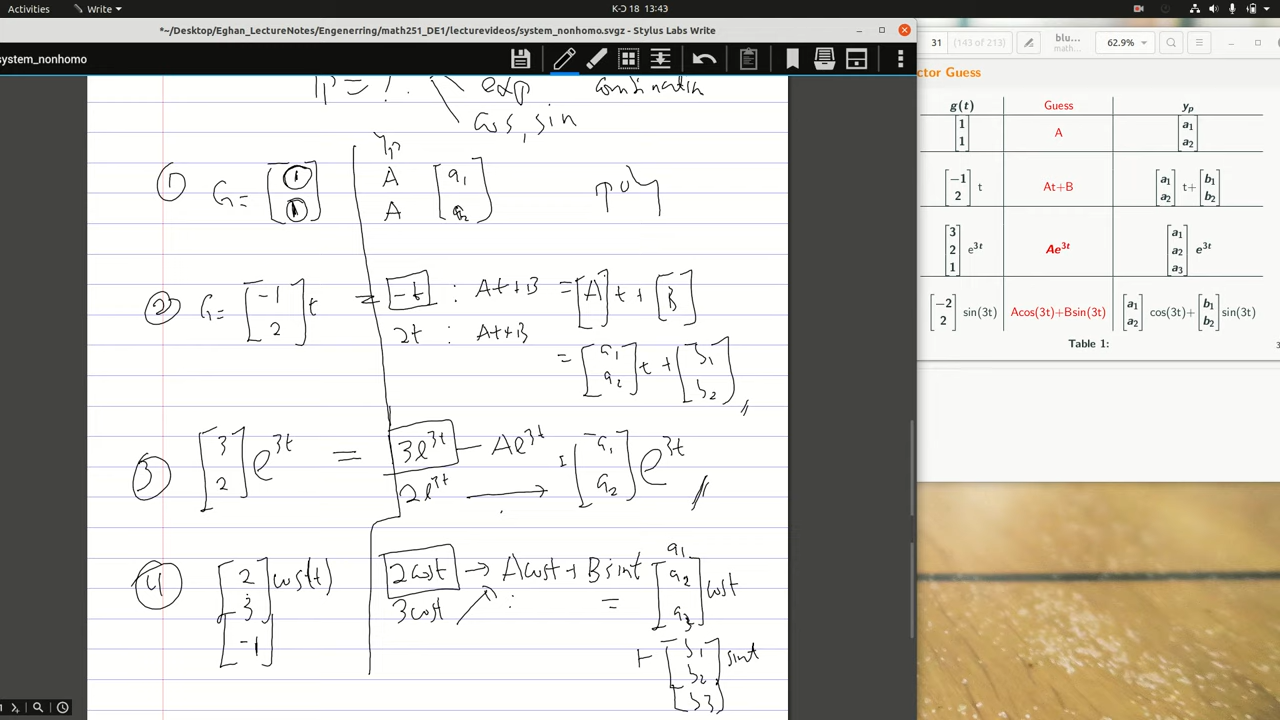 Activities Write K-Ɔ 18 13:43
*~/Desktop/Eghan_LectureNotes/Engenerring/math251_DE1/lecturevideos/system_nonhomo.svgz - Stylus Labs Write
system_nonhomo
31 (143 of 213) blu... math... 62.9%
ctor Guess
exp combination
cos, sin
Yp
① G = [1 1] A A [a1 a2] poly
② G = [-1 2] t = -t : At+B = [A] t + [B]
2t : At+B
= [a1 a2] t + [b1 b2]
③ [3 2] e^3t = 3e^3t – Ae^3t [a1 a2] e^3t
2e^3t →
④ [2 3 -1] cos(t) 2cost → Acost + Bsint = [a1 a2 a3] cost
3cost
+ [b1 b2 b3] sint
g(t) Guess yp
[1 1] A [a1 a2]
[-1 2] t At+B [a1 a2] t+ [b1 b2]
[3 2 1] e^3t Ae^3t [a1 a2 a3] e^3t
[-2 2] sin(3t) Acos(3t)+Bsin(3t) [a1 a2] cos(3t)+ [b1 b2] sin(3t)
Table 1: